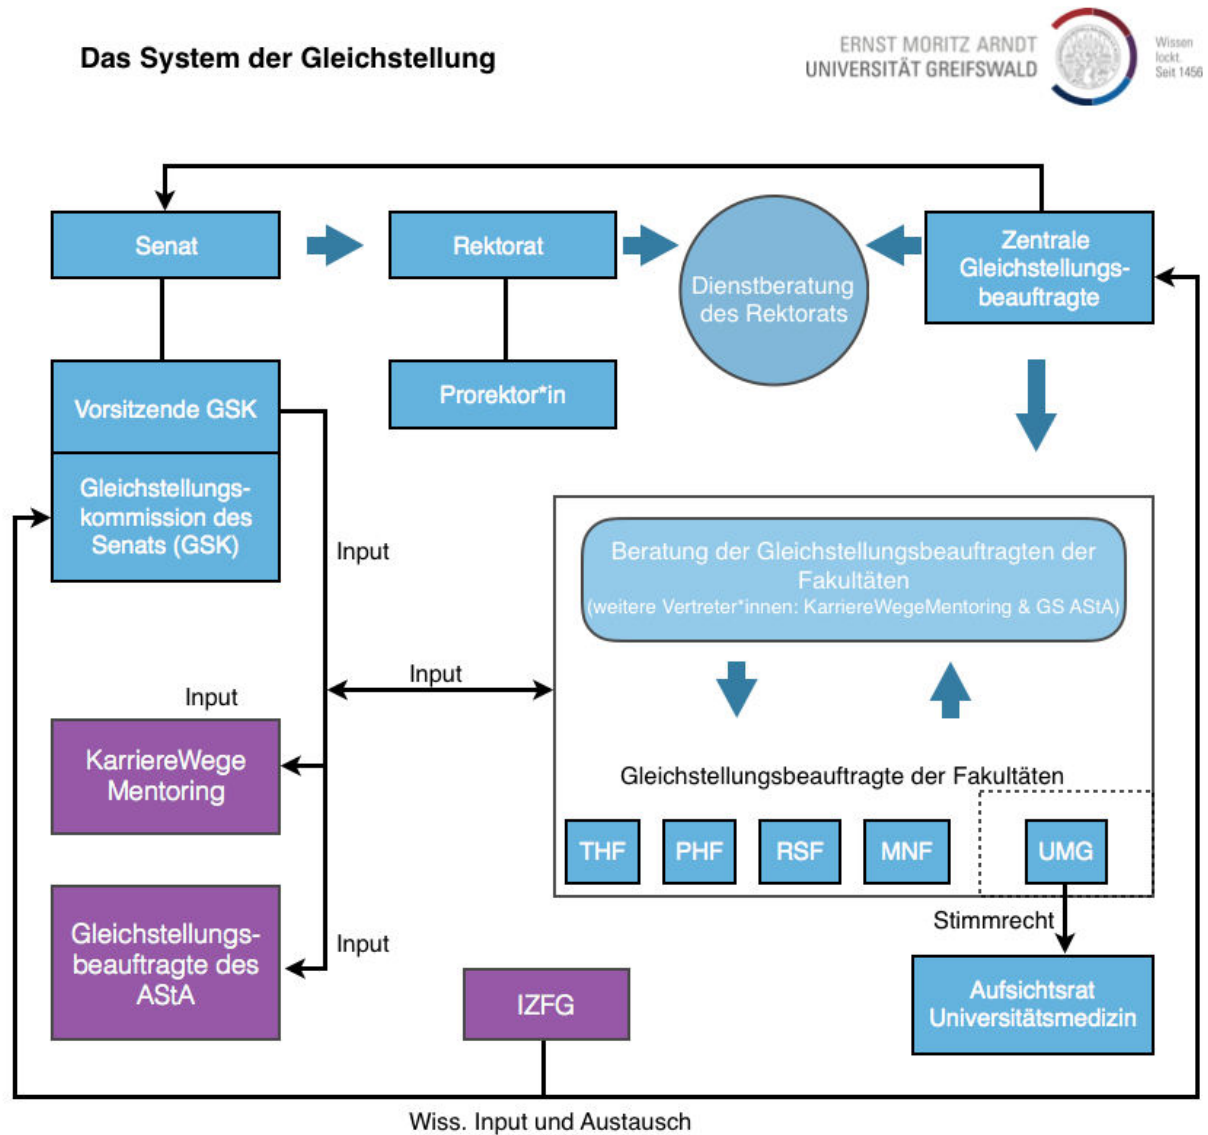 Das System der Gleichstellung
ERNST MORITZ ARNDT
UNIVERSITÄT GREIFSWALD
Wissen
lockt.
Seit 1456
Senat
Rektorat
Dienstberatung
des Rektorats
Zentrale
Gleichstellungs-
beauftragte
Vorsitzende GSK
Prorektor*in
Gleichstellungs-
kommission des
Senats (GSK)
Input
Beratung der Gleichstellungsbeauftragten der
Fakultäten
(weitere Vertreter*innen: KarriereWegeMentoring & GS AStA)
Input
Input
KarriereWege
Mentoring
Gleichstellungsbeauftragte der Fakultäten
THF
PHF
RSF
MNF
UMG
Stimmrecht
Gleichstellungs-
beauftragte des
AStA
Input
IZFG
Aufsichtsrat
Universitätsmedizin
Wiss. Input und Austausch